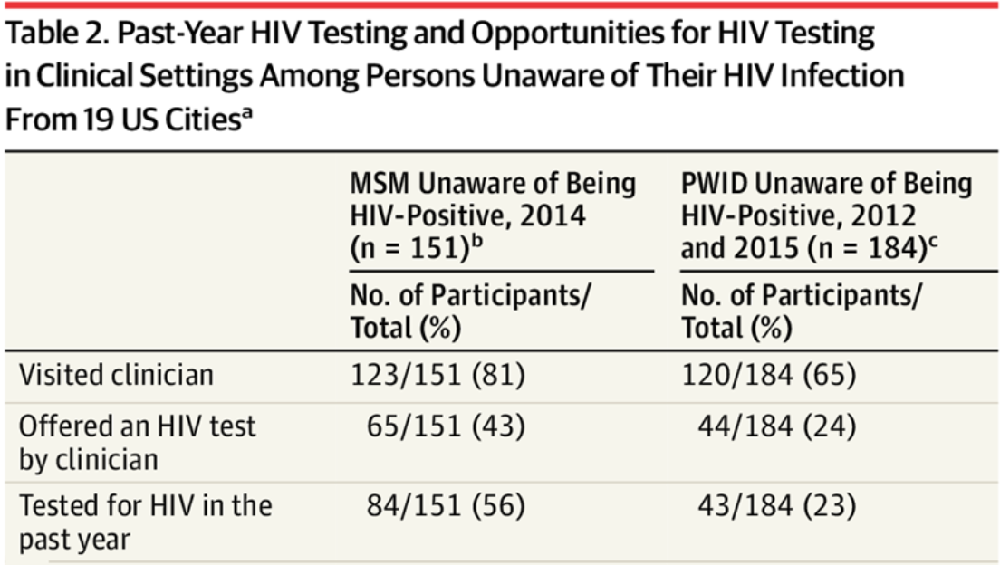 Table 2. Past-Year HIV Testing and Opportunities for HIV Testing
in Clinical Settings Among Persons Unaware of Their HIV Infection
From 19 US Citiesᵃ
MSM Unaware of Being
HIV-Positive, 2014
(n = 151)ᵇ
PWID Unaware of Being
HIV-Positive, 2012
and 2015 (n = 184)ᶜ
No. of Participants/
Total (%)
No. of Participants/
Total (%)
Visited clinician 123/151 (81) 120/184 (65)
Offered an HIV test
by clinician 65/151 (43) 44/184 (24)
Tested for HIV in the
past year 84/151 (56) 43/184 (23)